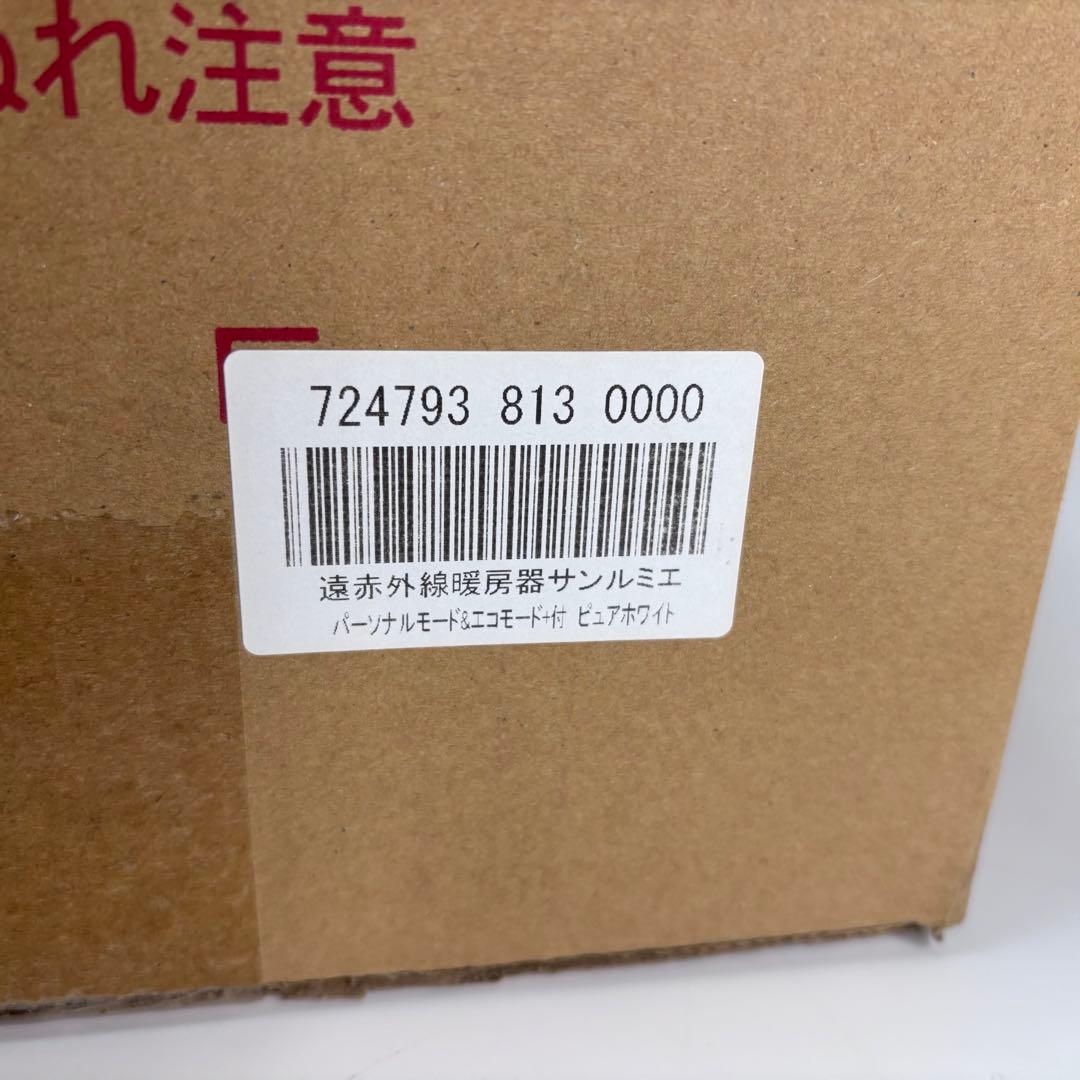 ぬれ注意
724793 813 0000
遠赤外線暖房器サンルミエ
パーソナルモード&エコモード+付 ピュアホワイト